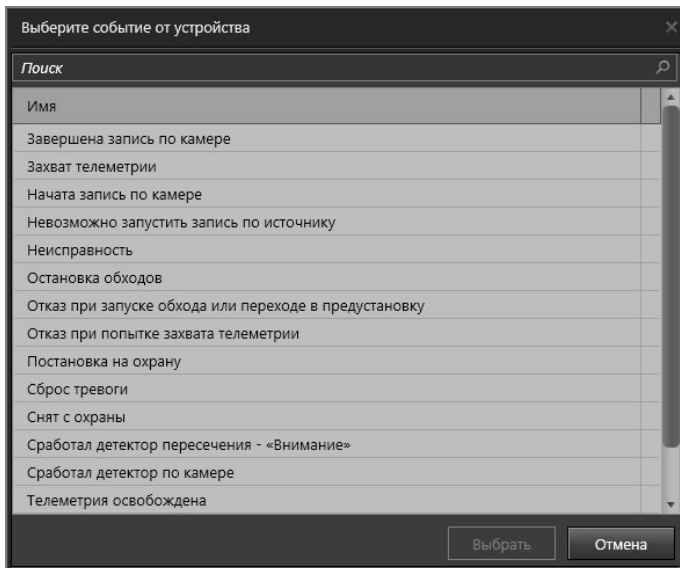 Выберите событие от устройства
Поиск
Имя
Завершена запись по камере
Захват телеметрии
Начата запись по камере
Невозможно запустить запись по источнику
Неисправность
Остановка обходов
Отказ при запуске обхода или переходе в предустановку
Отказ при попытке захвата телеметрии
Постановка на охрану
Сброс тревоги
Снят с охраны
Сработал детектор пересечения - «Внимание»
Сработал детектор по камере
Телеметрия освобождена
Выбрать Отмена